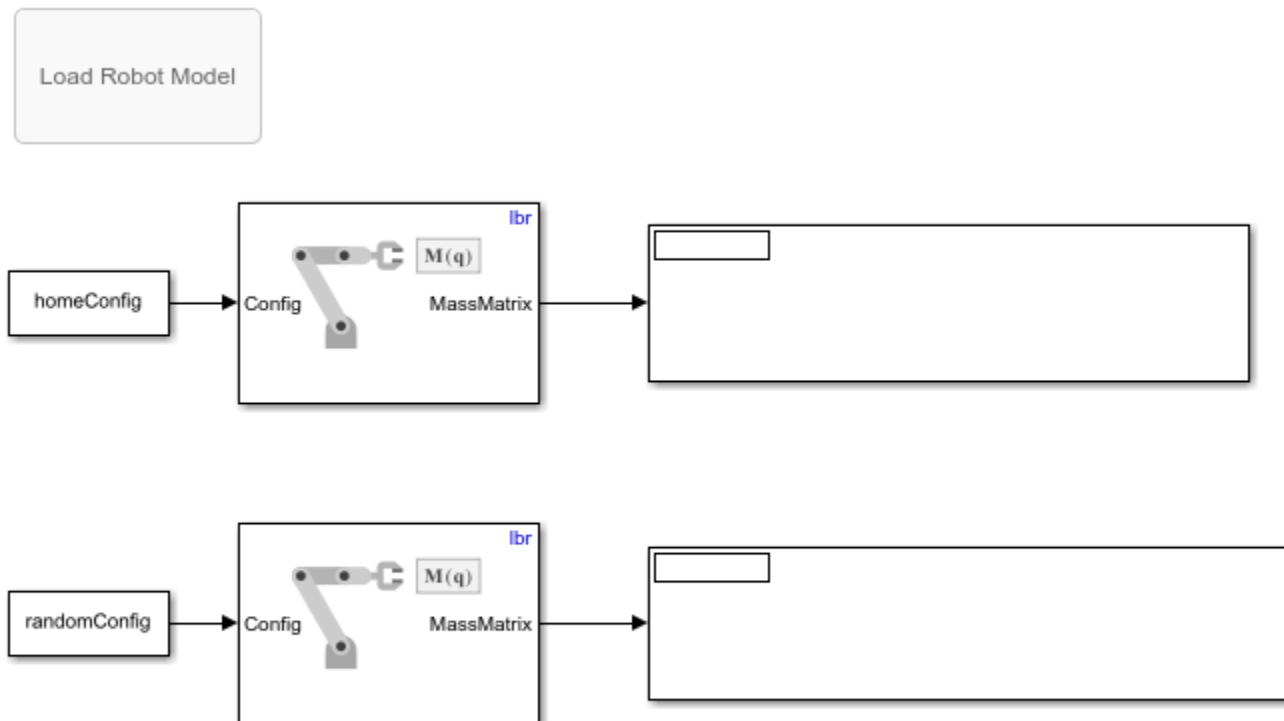 Load Robot Model
lbr
M(q)
homeConfig
Config
MassMatrix
lbr
M(q)
randomConfig
Config
MassMatrix